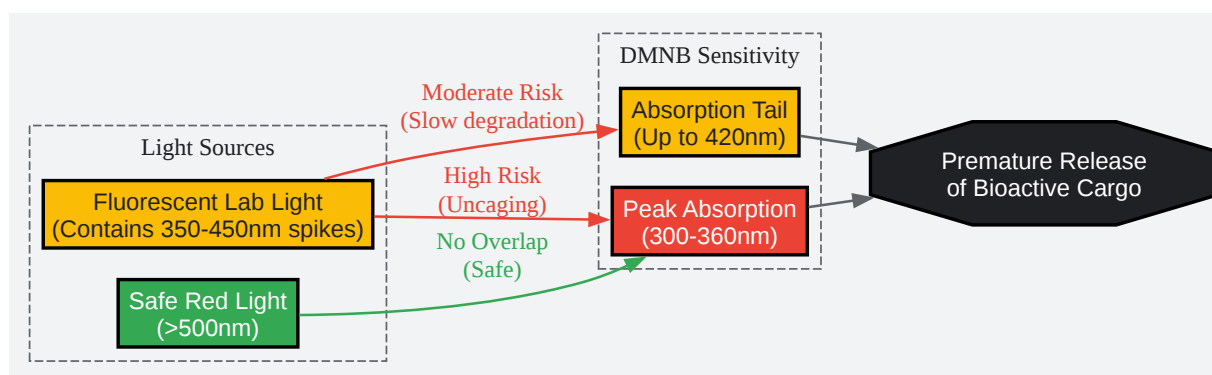 Light Sources
Fluorescent Lab Light
(Contains 350-450nm spikes)
Safe Red Light
(>500nm)
Moderate Risk
(Slow degradation)
High Risk
(Uncaging)
No Overlap
(Safe)
DMNB Sensitivity
Absorption Tail
(Up to 420nm)
Peak Absorption
(300-360nm)
Premature Release
of Bioactive Cargo